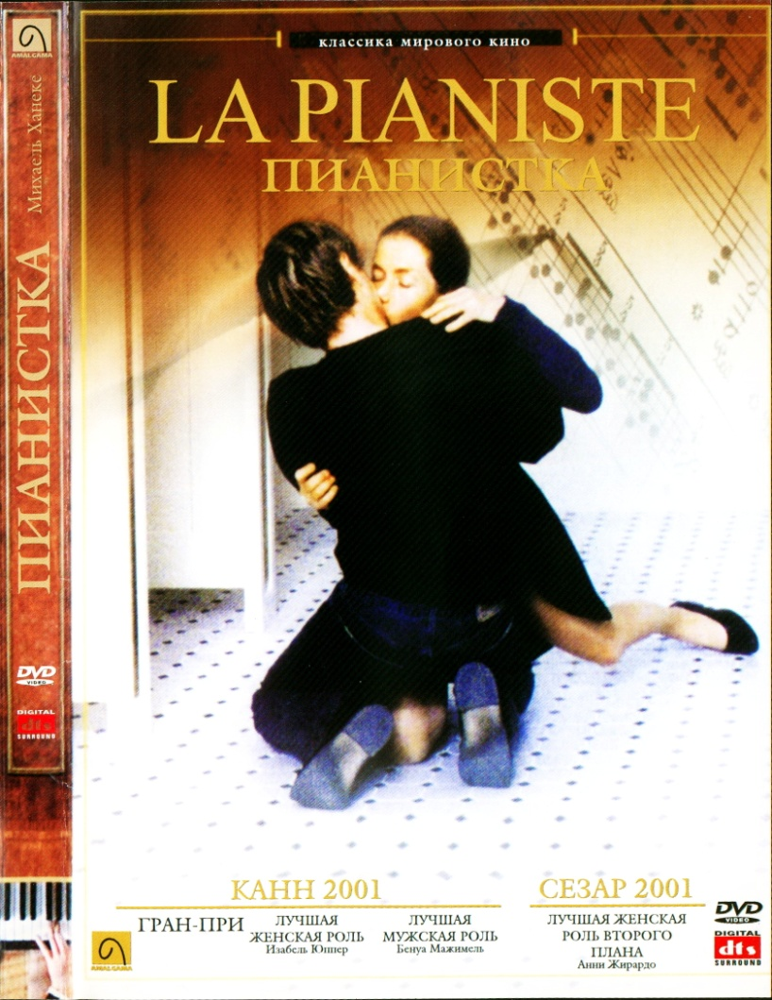 AMALGAMA
Михаель Ханеке
ПИАНИСТКА
DVD
VIDEO
DIGITAL
dts
SURROUND
классика мирового кино
LA PIANISTE
ПИАНИСТКА
КАНН 2001
ГРАН-ПРИ
ЛУЧШАЯ
ЖЕНСКАЯ РОЛЬ
Изабель Юппер
ЛУЧШАЯ
МУЖСКАЯ РОЛЬ
Бенуа Мажимель
СЕЗАР 2001
ЛУЧШАЯ ЖЕНСКАЯ
РОЛЬ ВТОРОГО
ПЛАНА
Анни Жирардо
AMALGAMA
DVD
VIDEO
DIGITAL
dts
SURROUND